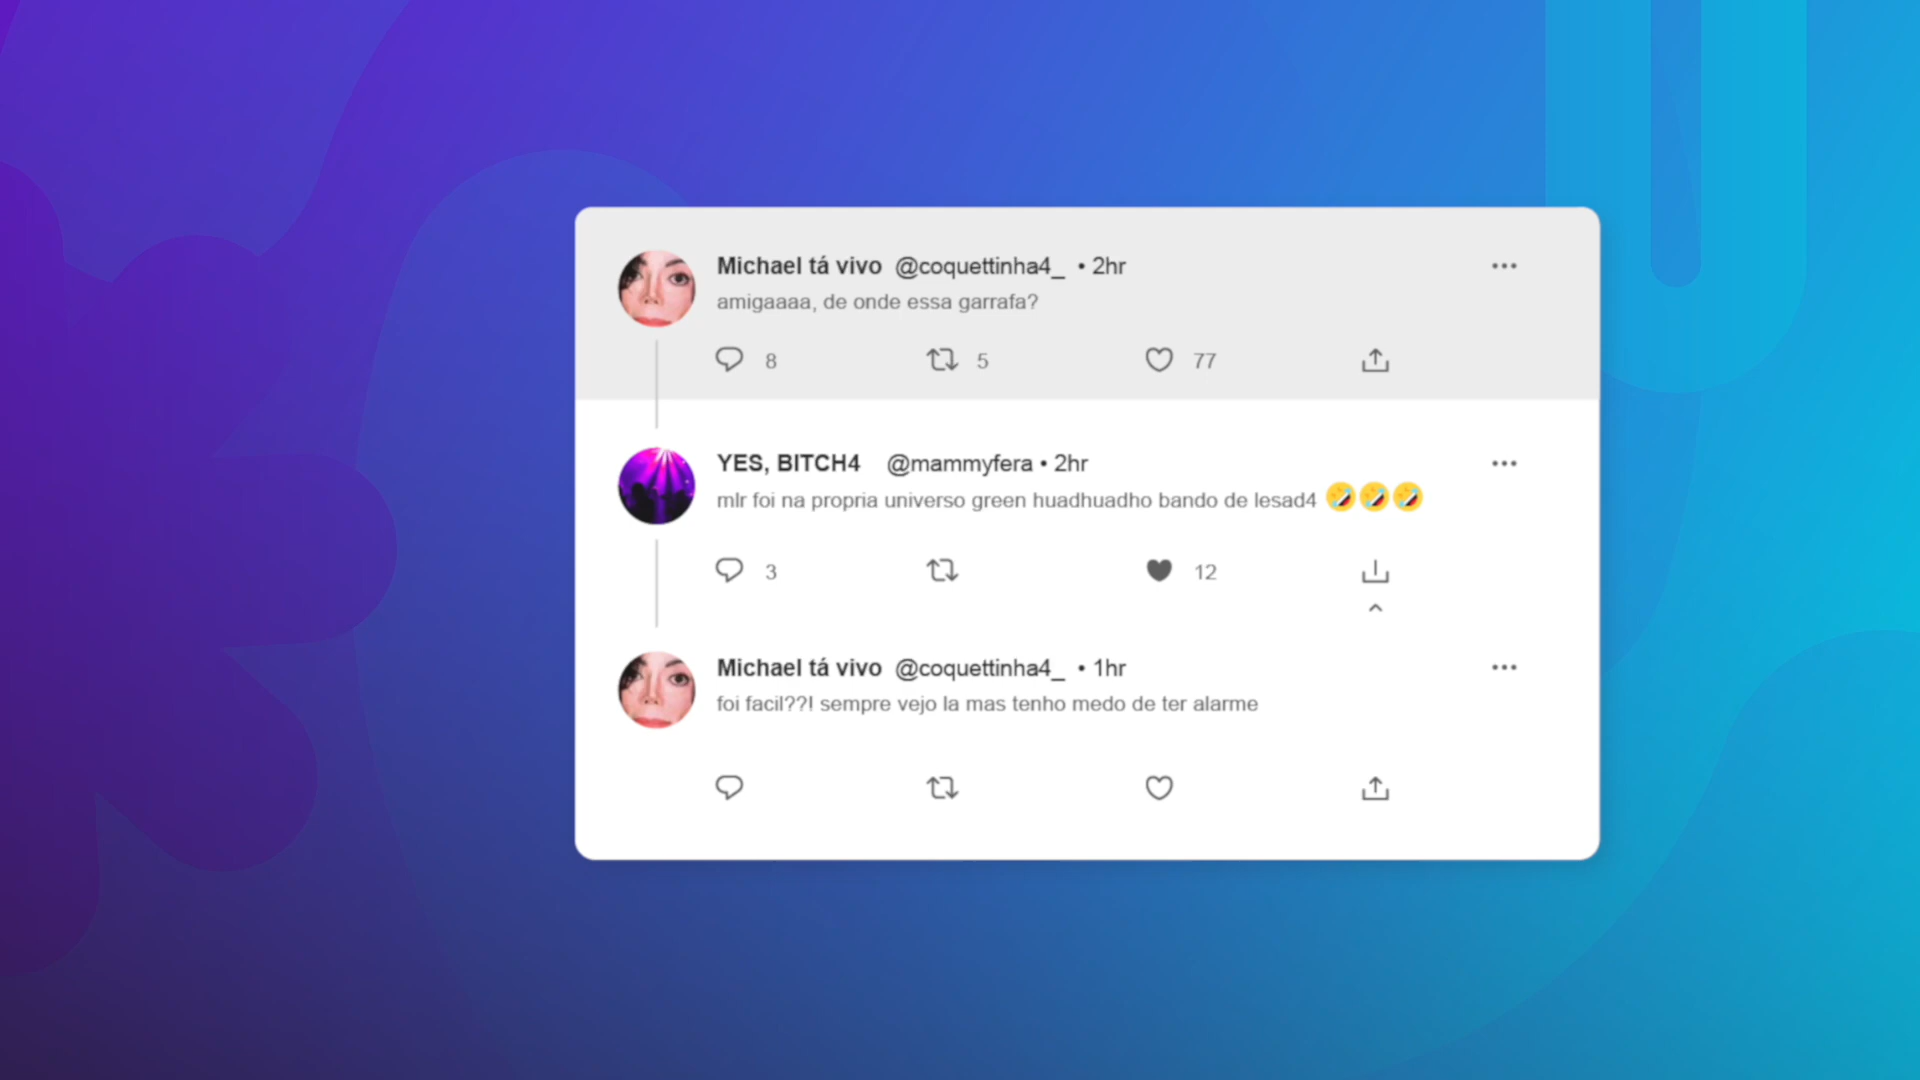 Michael tá vivo @coquettinha4_ • 2hr
amigaaaa, de onde essa garrafa?
8 5 77
YES, BITCH4 @mammyfera • 2hr
mlr foi na propria universo green huadhuadho bando de lesad4 🤣🤣🤣
3 12
Michael tá vivo @coquettinha4_ • 1hr
foi facil??! sempre vejo la mas tenho medo de ter alarme